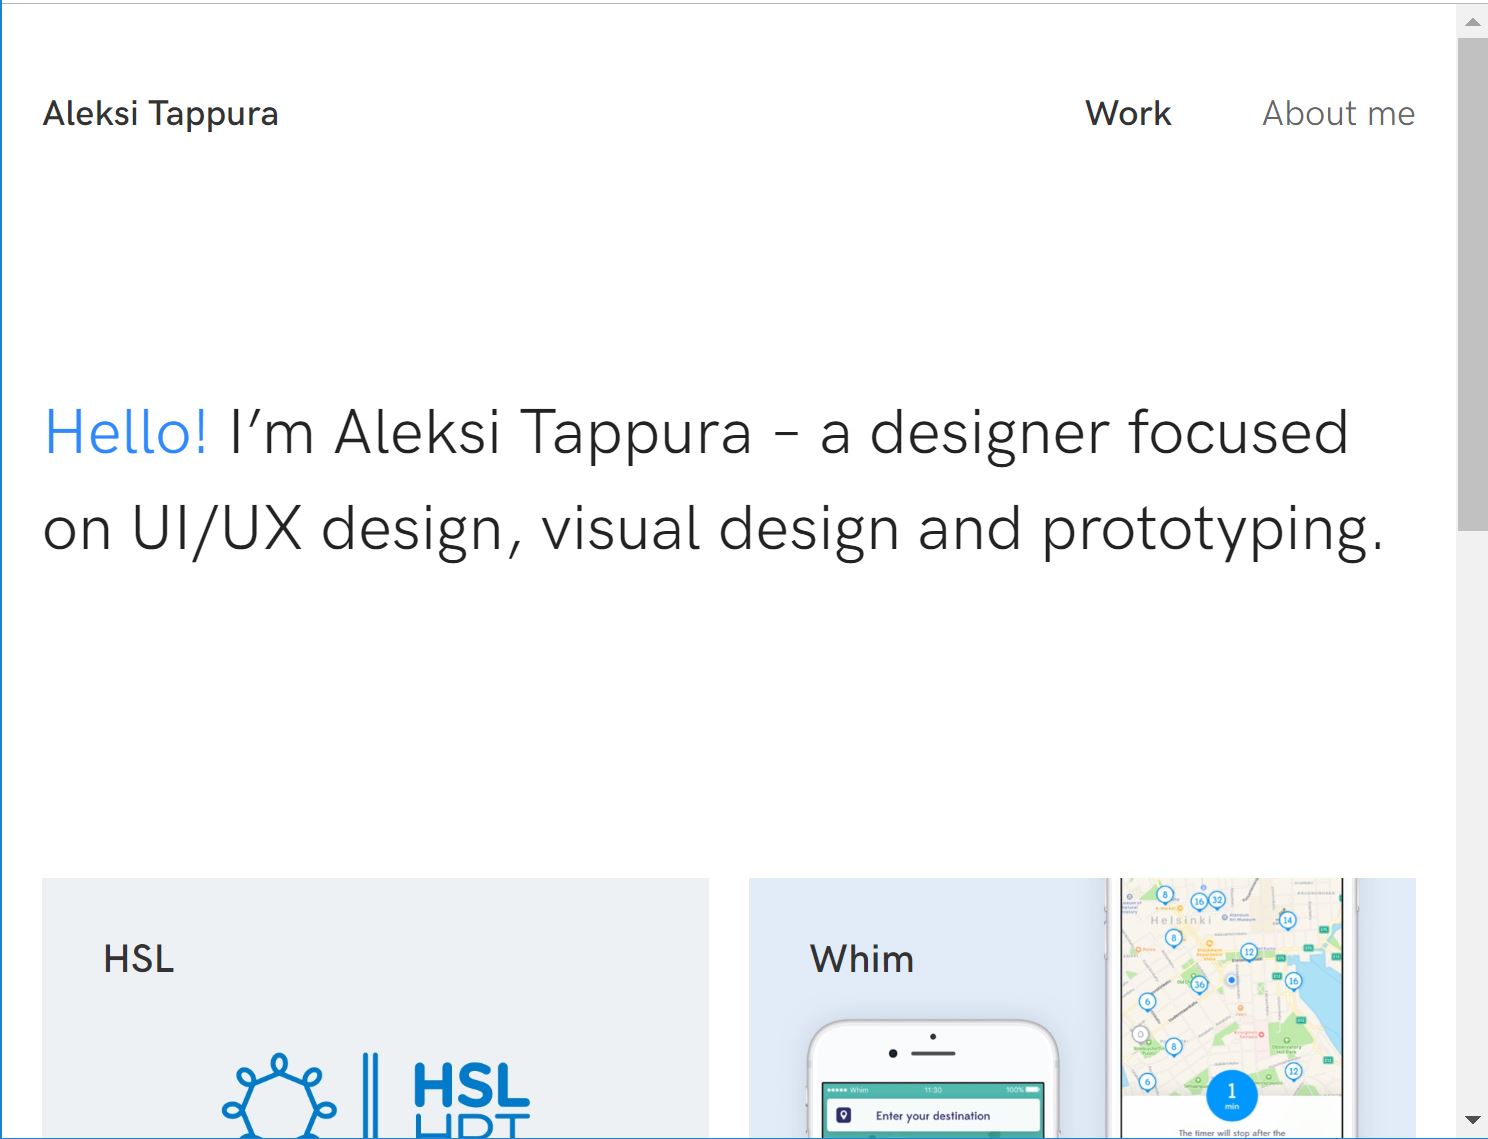 Aleksi Tappura
Work
About me
Hello! I’m Aleksi Tappura – a designer focused
on UI/UX design, visual design and prototyping.
HSL
HSL
HRT
Whim
Whim
11:30
100%
Enter your destination
Helsinki
8
16
32
14
8
12
36
16
6
0
8
6
12
1
min
The timer will stop after the